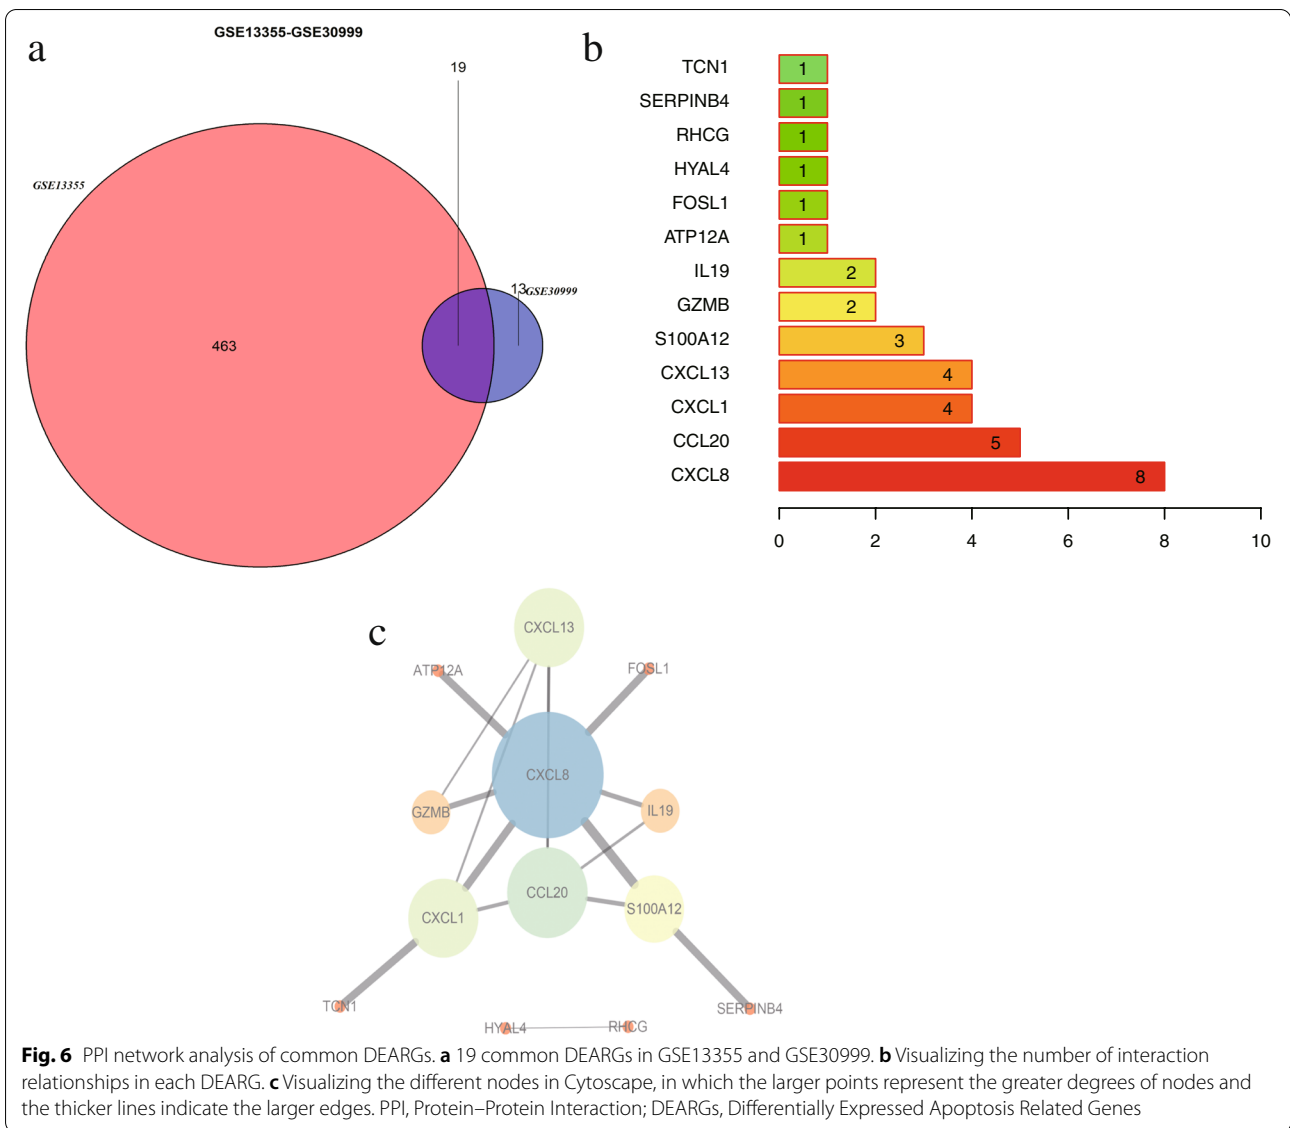 a
GSE13355-GSE30999
19
GSE13355
13
GSE30999
463
b
TCN1 1
SERPINB4 1
RHCG 1
HYAL4 1
FOSL1 1
ATP12A 1
IL19 2
GZMB 2
S100A12 3
CXCL13 4
CXCL1 4
CCL20 5
CXCL8 8
0 2 4 6 8 10
c
CXCL13
ATP12A FOSL1
CXCL8
GZMB IL19
CXCL1 CCL20 S100A12
TCN1 SERPINB4
HYAL4 RHCG
Fig. 6 PPI network analysis of common DEARGs. a 19 common DEARGs in GSE13355 and GSE30999. b Visualizing the number of interaction
relationships in each DEARG. c Visualizing the different nodes in Cytoscape, in which the larger points represent the greater degrees of nodes and
the thicker lines indicate the larger edges. PPI, Protein–Protein Interaction; DEARGs, Differentially Expressed Apoptosis Related Genes